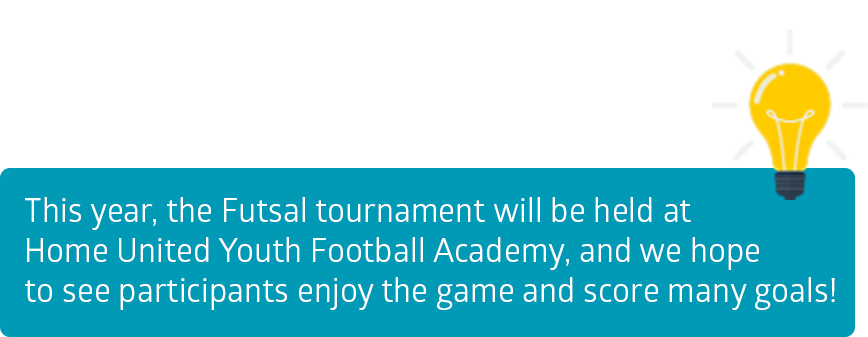 This year, the Futsal tournament will be held at
Home United Youth Football Academy, and we hope
to see participants enjoy the game and score many goals!